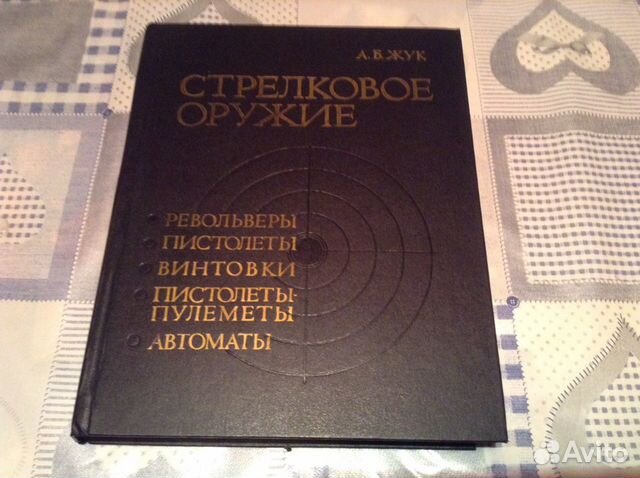 А. Б. ЖУК
СТРЕЛКОВОЕ
ОРУЖИЕ
РЕВОЛЬВЕРЫ
ПИСТОЛЕТЫ
ВИНТОВКИ
ПИСТОЛЕТЫ-
ПУЛЕМЕТЫ
АВТОМАТЫ
Avito